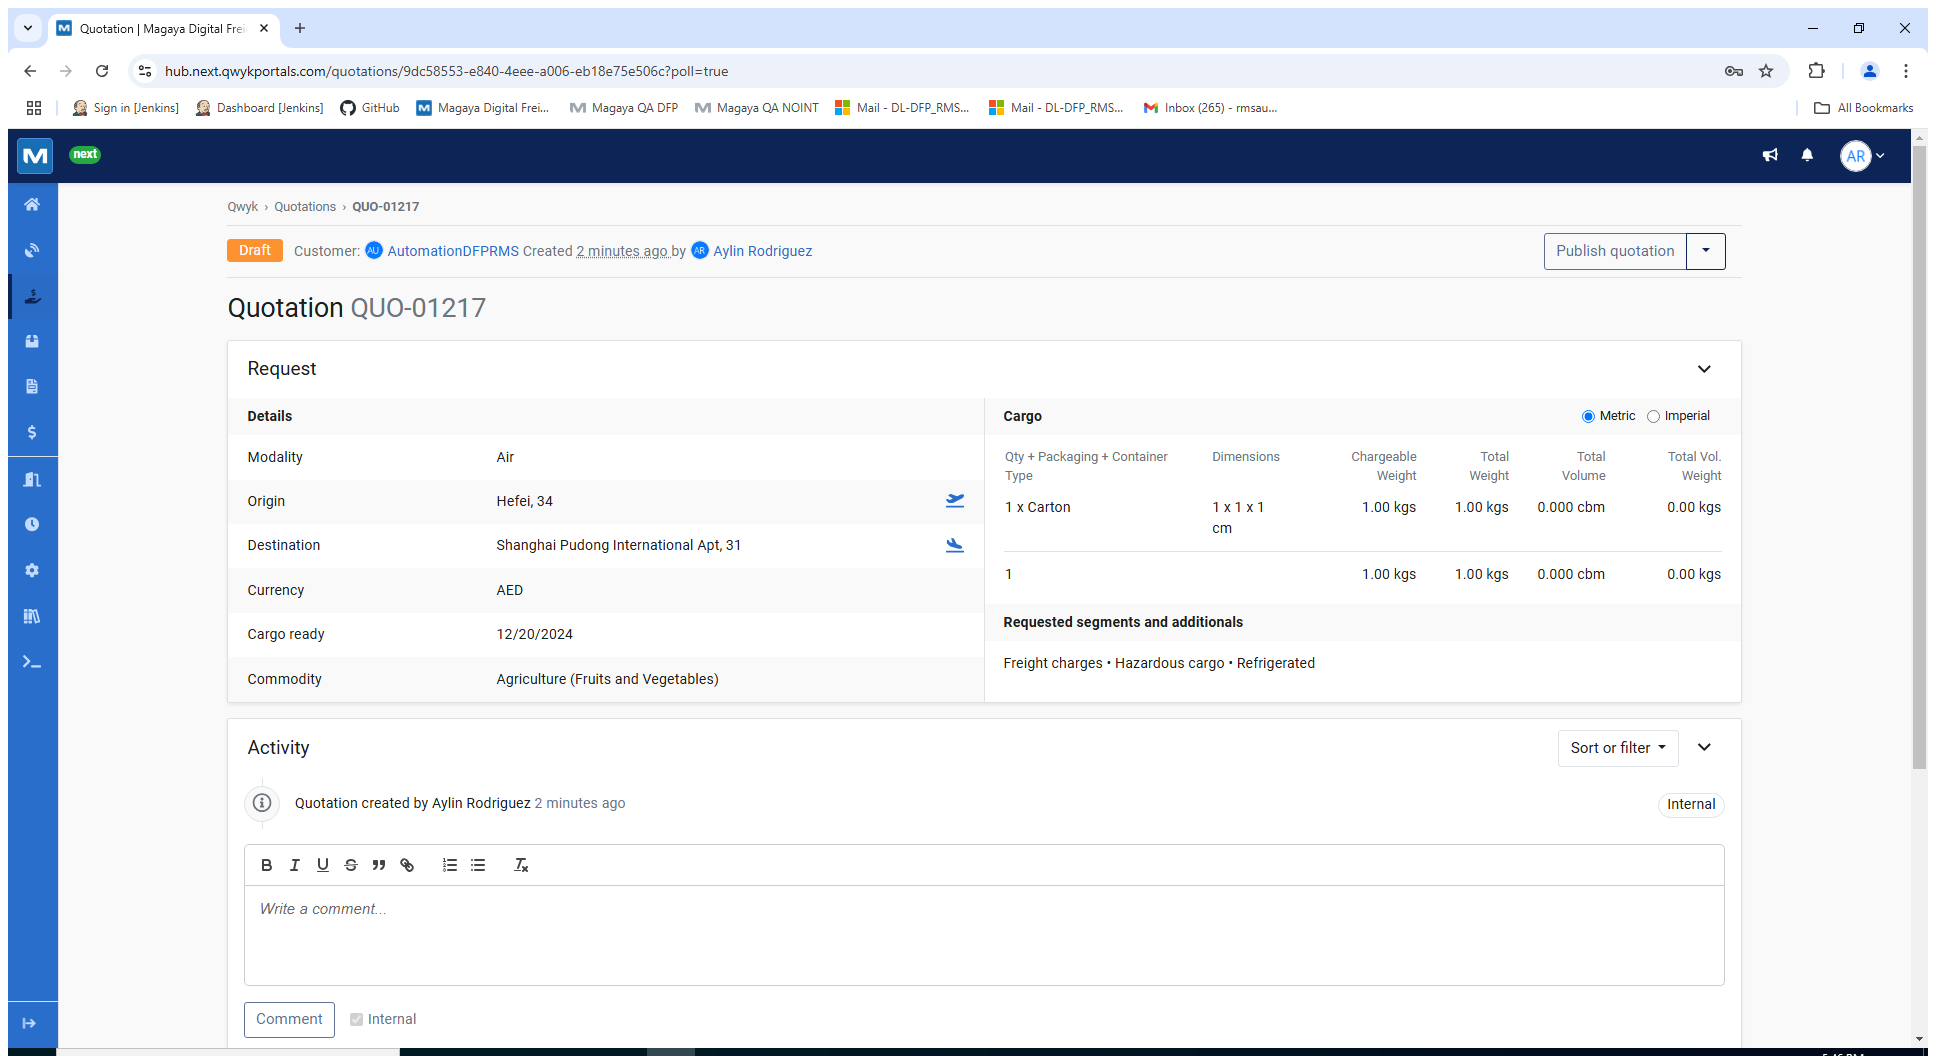 Quotation | Magaya Digital Frei
hub.next.qwykportals.com/quotations/9dc58553-e840-4eee-a006-eb18e75e506c?poll=true
Sign in [Jenkins] Dashboard [Jenkins] GitHub Magaya Digital Frei... Magaya QA DFP Magaya QA NOINT Mail - DL-DFP_RMS... Mail - DL-DFP_RMS... Inbox (265) - rmsau... All Bookmarks
next AR
Qwyk › Quotations › QUO-01217
Draft Customer: AU AutomationDFPRMS Created 2 minutes ago by AR Aylin Rodriguez Publish quotation
Quotation QUO-01217
Request
Details Cargo Metric Imperial
Modality Air
Qty + Packaging + Container Type Dimensions Chargeable Weight Total Weight Total Volume Total Vol. Weight
Origin Hefei, 34
1 x Carton 1 x 1 x 1 cm 1.00 kgs 1.00 kgs 0.000 cbm 0.00 kgs
Destination Shanghai Pudong International Apt, 31
1 1.00 kgs 1.00 kgs 0.000 cbm 0.00 kgs
Currency AED
Requested segments and additionals
Cargo ready 12/20/2024
Freight charges • Hazardous cargo • Refrigerated
Commodity Agriculture (Fruits and Vegetables)
Activity Sort or filter
Quotation created by Aylin Rodriguez 2 minutes ago Internal
Write a comment...
Comment Internal